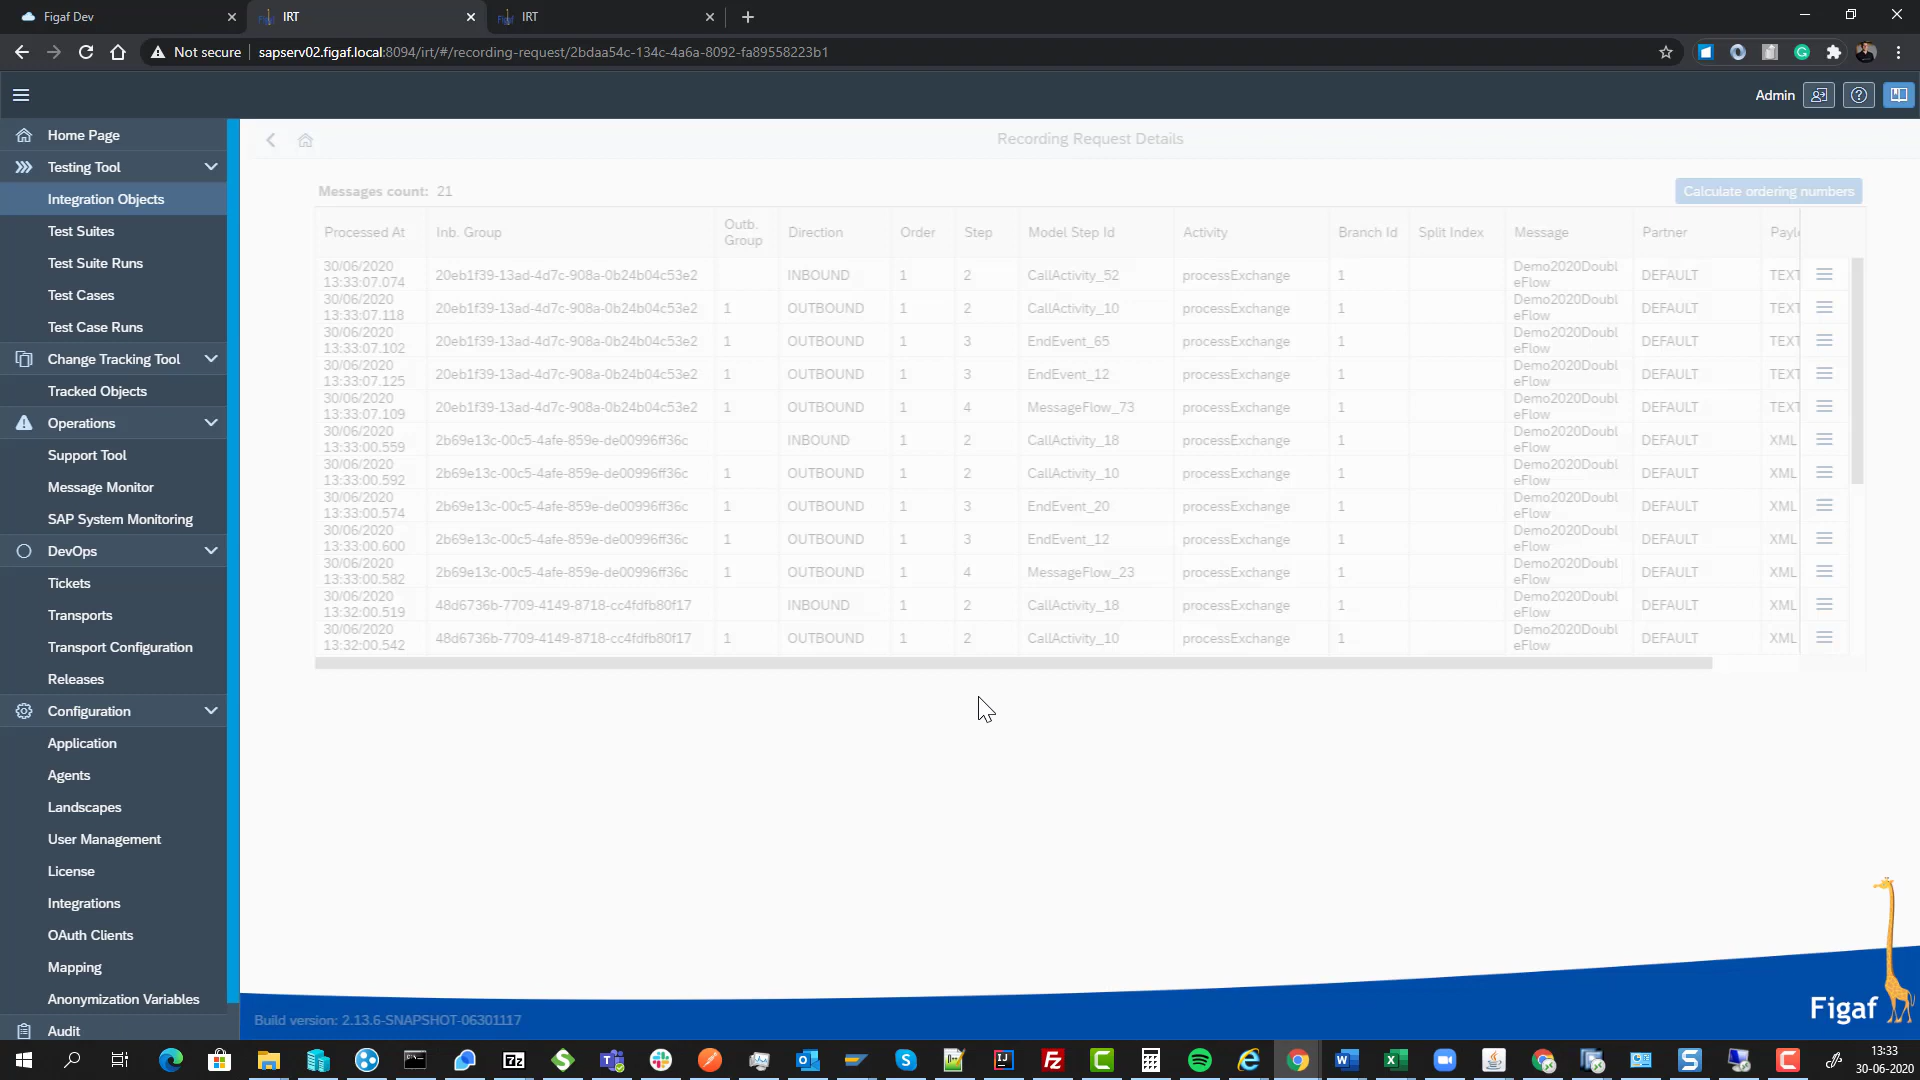 Figaf Dev
IRT
IRT
Not secure
sapserv02.figaf.local:8094/irt/#/recording-request/2bdaa54c-134c-4a6a-8092-fa89558223b1
Admin
Home Page
Testing Tool
Integration Objects
Test Suites
Test Suite Runs
Test Cases
Test Case Runs
Change Tracking Tool
Tracked Objects
Operations
Support Tool
Message Monitor
SAP System Monitoring
DevOps
Tickets
Transports
Transport Configuration
Releases
Configuration
Application
Agents
Landscapes
User Management
License
Integrations
OAuth Clients
Mapping
Anonymization Variables
Audit
Recording Request Details
Messages count: 21
Calculate ordering numbers
Processed At Inb. Group Outb. Group Direction Order Step Model Step Id Activity Branch Id Split Index Message Partner Paylo
30/06/2020 13:33:07.074 20eb1f39-13ad-4d7c-908a-0b24b04c53e2 INBOUND 1 2 CallActivity_52 processExchange 1 Demo2020DoubleFlow DEFAULT TEXT
30/06/2020 13:33:07.118 20eb1f39-13ad-4d7c-908a-0b24b04c53e2 1 OUTBOUND 1 2 CallActivity_10 processExchange 1 Demo2020DoubleFlow DEFAULT TEXT
30/06/2020 13:33:07.102 20eb1f39-13ad-4d7c-908a-0b24b04c53e2 1 OUTBOUND 1 3 EndEvent_65 processExchange 1 Demo2020DoubleFlow DEFAULT TEXT
30/06/2020 13:33:07.125 20eb1f39-13ad-4d7c-908a-0b24b04c53e2 1 OUTBOUND 1 3 EndEvent_12 processExchange 1 Demo2020DoubleFlow DEFAULT TEXT
30/06/2020 13:33:07.109 20eb1f39-13ad-4d7c-908a-0b24b04c53e2 1 OUTBOUND 1 4 MessageFlow_73 processExchange 1 Demo2020DoubleFlow DEFAULT TEXT
30/06/2020 13:33:00.559 2b69e13c-00c5-4afe-859e-de00996ff36c INBOUND 1 2 CallActivity_18 processExchange 1 Demo2020DoubleFlow DEFAULT XML
30/06/2020 13:33:00.592 2b69e13c-00c5-4afe-859e-de00996ff36c 1 OUTBOUND 1 2 CallActivity_10 processExchange 1 Demo2020DoubleFlow DEFAULT XML
30/06/2020 13:33:00.574 2b69e13c-00c5-4afe-859e-de00996ff36c 1 OUTBOUND 1 3 EndEvent_20 processExchange 1 Demo2020DoubleFlow DEFAULT XML
30/06/2020 13:33:00.600 2b69e13c-00c5-4afe-859e-de00996ff36c 1 OUTBOUND 1 3 EndEvent_12 processExchange 1 Demo2020DoubleFlow DEFAULT XML
30/06/2020 13:33:00.582 2b69e13c-00c5-4afe-859e-de00996ff36c 1 OUTBOUND 1 4 MessageFlow_23 processExchange 1 Demo2020DoubleFlow DEFAULT XML
30/06/2020 13:32:00.519 48d6736b-7709-4149-8718-cc4fdfb80f17 INBOUND 1 2 CallActivity_18 processExchange 1 Demo2020DoubleFlow DEFAULT XML
30/06/2020 13:32:00.542 48d6736b-7709-4149-8718-cc4fdfb80f17 1 OUTBOUND 1 2 CallActivity_10 processExchange 1 Demo2020DoubleFlow DEFAULT XML
Build version: 2.13.6-SNAPSHOT-06301117
Figaf
13:33
30-06-2020